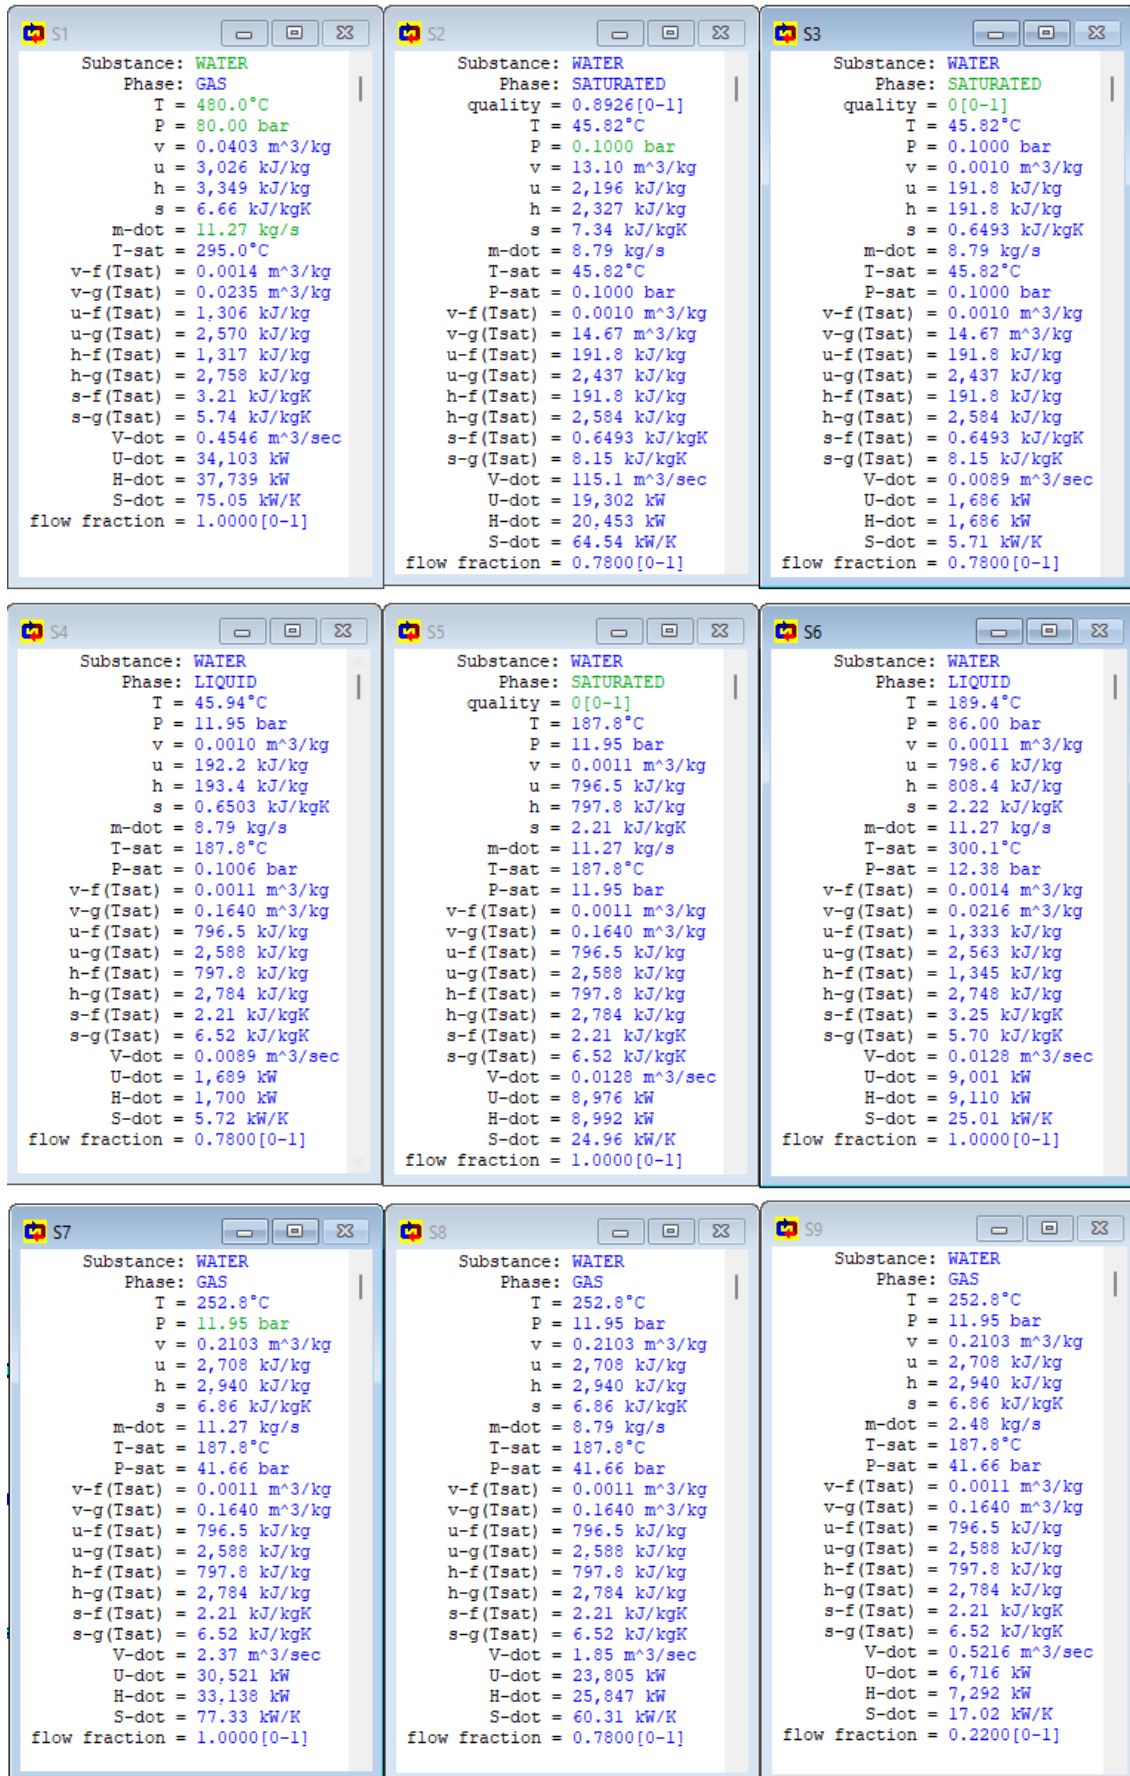 S1
Substance: WATER
Phase: GAS
T = 480.0°C
P = 80.00 bar
v = 0.0403 m^3/kg
u = 3,026 kJ/kg
h = 3,349 kJ/kg
s = 6.66 kJ/kgK
m-dot = 11.27 kg/s
T-sat = 295.0°C
v-f(Tsat) = 0.0014 m^3/kg
v-g(Tsat) = 0.0235 m^3/kg
u-f(Tsat) = 1,306 kJ/kg
u-g(Tsat) = 2,570 kJ/kg
h-f(Tsat) = 1,317 kJ/kg
h-g(Tsat) = 2,758 kJ/kg
s-f(Tsat) = 3.21 kJ/kgK
s-g(Tsat) = 5.74 kJ/kgK
V-dot = 0.4546 m^3/sec
U-dot = 34,103 kW
H-dot = 37,739 kW
S-dot = 75.05 kW/K
flow fraction = 1.0000[0-1]
S2
Substance: WATER
Phase: SATURATED
quality = 0.8926[0-1]
T = 45.82°C
P = 0.1000 bar
v = 13.10 m^3/kg
u = 2,196 kJ/kg
h = 2,327 kJ/kg
s = 7.34 kJ/kgK
m-dot = 8.79 kg/s
T-sat = 45.82°C
P-sat = 0.1000 bar
v-f(Tsat) = 0.0010 m^3/kg
v-g(Tsat) = 14.67 m^3/kg
u-f(Tsat) = 191.8 kJ/kg
u-g(Tsat) = 2,437 kJ/kg
h-f(Tsat) = 191.8 kJ/kg
h-g(Tsat) = 2,584 kJ/kg
s-f(Tsat) = 0.6493 kJ/kgK
s-g(Tsat) = 8.15 kJ/kgK
V-dot = 115.1 m^3/sec
U-dot = 19,302 kW
H-dot = 20,453 kW
S-dot = 64.54 kW/K
flow fraction = 0.7800[0-1]
S3
Substance: WATER
Phase: SATURATED
quality = 0[0-1]
T = 45.82°C
P = 0.1000 bar
v = 0.0010 m^3/kg
u = 191.8 kJ/kg
h = 191.8 kJ/kg
s = 0.6493 kJ/kgK
m-dot = 8.79 kg/s
T-sat = 45.82°C
P-sat = 0.1000 bar
v-f(Tsat) = 0.0010 m^3/kg
v-g(Tsat) = 14.67 m^3/kg
u-f(Tsat) = 191.8 kJ/kg
u-g(Tsat) = 2,437 kJ/kg
h-f(Tsat) = 191.8 kJ/kg
h-g(Tsat) = 2,584 kJ/kg
s-f(Tsat) = 0.6493 kJ/kgK
s-g(Tsat) = 8.15 kJ/kgK
V-dot = 0.0089 m^3/sec
U-dot = 1,686 kW
H-dot = 1,686 kW
S-dot = 5.71 kW/K
flow fraction = 0.7800[0-1]
S4
Substance: WATER
Phase: LIQUID
T = 45.94°C
P = 11.95 bar
v = 0.0010 m^3/kg
u = 192.2 kJ/kg
h = 193.4 kJ/kg
s = 0.6503 kJ/kgK
m-dot = 8.79 kg/s
T-sat = 187.8°C
P-sat = 0.1006 bar
v-f(Tsat) = 0.0011 m^3/kg
v-g(Tsat) = 0.1640 m^3/kg
u-f(Tsat) = 796.5 kJ/kg
u-g(Tsat) = 2,588 kJ/kg
h-f(Tsat) = 797.8 kJ/kg
h-g(Tsat) = 2,784 kJ/kg
s-f(Tsat) = 2.21 kJ/kgK
s-g(Tsat) = 6.52 kJ/kgK
V-dot = 0.0089 m^3/sec
U-dot = 1,689 kW
H-dot = 1,700 kW
S-dot = 5.72 kW/K
flow fraction = 0.7800[0-1]
S5
Substance: WATER
Phase: SATURATED
quality = 0[0-1]
T = 187.8°C
P = 11.95 bar
v = 0.0011 m^3/kg
u = 796.5 kJ/kg
h = 797.8 kJ/kg
s = 2.21 kJ/kgK
m-dot = 11.27 kg/s
T-sat = 187.8°C
P-sat = 11.95 bar
v-f(Tsat) = 0.0011 m^3/kg
v-g(Tsat) = 0.1640 m^3/kg
u-f(Tsat) = 796.5 kJ/kg
u-g(Tsat) = 2,588 kJ/kg
h-f(Tsat) = 797.8 kJ/kg
h-g(Tsat) = 2,784 kJ/kg
s-f(Tsat) = 2.21 kJ/kgK
s-g(Tsat) = 6.52 kJ/kgK
V-dot = 0.0128 m^3/sec
U-dot = 8,976 kW
H-dot = 8,992 kW
S-dot = 24.96 kW/K
flow fraction = 1.0000[0-1]
S6
Substance: WATER
Phase: LIQUID
T = 189.4°C
P = 86.00 bar
v = 0.0011 m^3/kg
u = 798.6 kJ/kg
h = 808.4 kJ/kg
s = 2.22 kJ/kgK
m-dot = 11.27 kg/s
T-sat = 300.1°C
P-sat = 12.38 bar
v-f(Tsat) = 0.0014 m^3/kg
v-g(Tsat) = 0.0216 m^3/kg
u-f(Tsat) = 1,333 kJ/kg
u-g(Tsat) = 2,563 kJ/kg
h-f(Tsat) = 1,345 kJ/kg
h-g(Tsat) = 2,748 kJ/kg
s-f(Tsat) = 3.25 kJ/kgK
s-g(Tsat) = 5.70 kJ/kgK
V-dot = 0.0128 m^3/sec
U-dot = 9,001 kW
H-dot = 9,110 kW
S-dot = 25.01 kW/K
flow fraction = 1.0000[0-1]
S7
Substance: WATER
Phase: GAS
T = 252.8°C
P = 11.95 bar
v = 0.2103 m^3/kg
u = 2,708 kJ/kg
h = 2,940 kJ/kg
s = 6.86 kJ/kgK
m-dot = 11.27 kg/s
T-sat = 187.8°C
P-sat = 41.66 bar
v-f(Tsat) = 0.0011 m^3/kg
v-g(Tsat) = 0.1640 m^3/kg
u-f(Tsat) = 796.5 kJ/kg
u-g(Tsat) = 2,588 kJ/kg
h-f(Tsat) = 797.8 kJ/kg
h-g(Tsat) = 2,784 kJ/kg
s-f(Tsat) = 2.21 kJ/kgK
s-g(Tsat) = 6.52 kJ/kgK
V-dot = 2.37 m^3/sec
U-dot = 30,521 kW
H-dot = 33,138 kW
S-dot = 77.33 kW/K
flow fraction = 1.0000[0-1]
S8
Substance: WATER
Phase: GAS
T = 252.8°C
P = 11.95 bar
v = 0.2103 m^3/kg
u = 2,708 kJ/kg
h = 2,940 kJ/kg
s = 6.86 kJ/kgK
m-dot = 8.79 kg/s
T-sat = 187.8°C
P-sat = 41.66 bar
v-f(Tsat) = 0.0011 m^3/kg
v-g(Tsat) = 0.1640 m^3/kg
u-f(Tsat) = 796.5 kJ/kg
u-g(Tsat) = 2,588 kJ/kg
h-f(Tsat) = 797.8 kJ/kg
h-g(Tsat) = 2,784 kJ/kg
s-f(Tsat) = 2.21 kJ/kgK
s-g(Tsat) = 6.52 kJ/kgK
V-dot = 1.85 m^3/sec
U-dot = 23,805 kW
H-dot = 25,847 kW
S-dot = 60.31 kW/K
flow fraction = 0.7800[0-1]
S9
Substance: WATER
Phase: GAS
T = 252.8°C
P = 11.95 bar
v = 0.2103 m^3/kg
u = 2,708 kJ/kg
h = 2,940 kJ/kg
s = 6.86 kJ/kgK
m-dot = 2.48 kg/s
T-sat = 187.8°C
P-sat = 41.66 bar
v-f(Tsat) = 0.0011 m^3/kg
v-g(Tsat) = 0.1640 m^3/kg
u-f(Tsat) = 796.5 kJ/kg
u-g(Tsat) = 2,588 kJ/kg
h-f(Tsat) = 797.8 kJ/kg
h-g(Tsat) = 2,784 kJ/kg
s-f(Tsat) = 2.21 kJ/kgK
s-g(Tsat) = 6.52 kJ/kgK
V-dot = 0.5216 m^3/sec
U-dot = 6,716 kW
H-dot = 7,292 kW
S-dot = 17.02 kW/K
flow fraction = 0.2200[0-1]